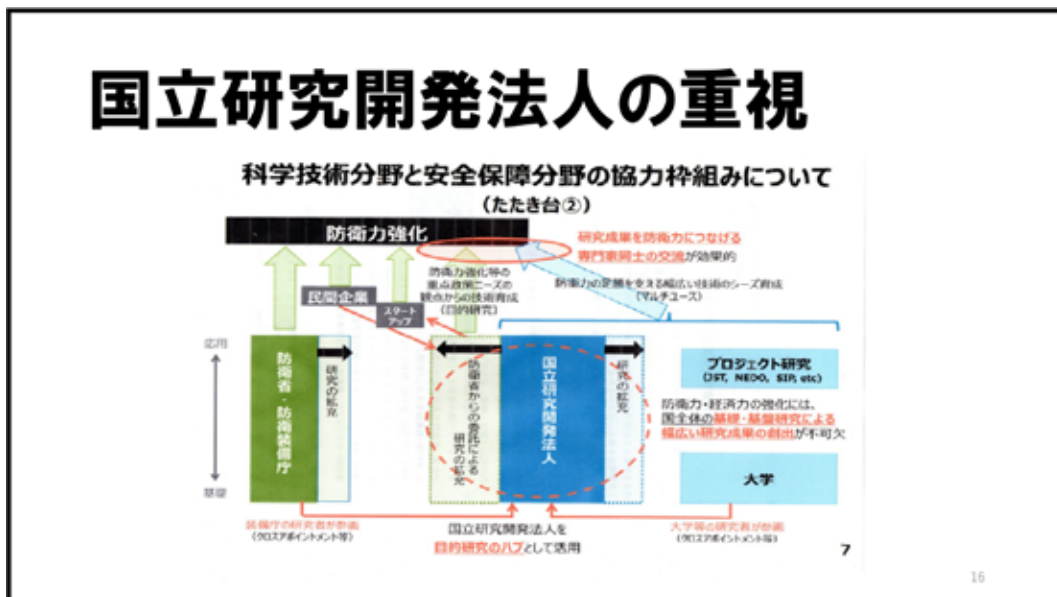 国立研究開発法人の重視
科学技術分野と安全保障分野の協力枠組みについて
(たたき台②)
防衛力強化
研究成果を防衛力につなげる
専門家同士の交流が効果的
防衛力強化等の
重点政策ニーズの
観点からの技術育成
(目的研究)
防衛力の定礎を支える幅広い技術のシーズ育成
(マルチユース)
民間企業
スタート
アップ
応用
基礎
防衛省・防衛装備庁
研究の拡充
防衛省からの委託による
研究の拡充
国立研究開発法人
研究の拡充
プロジェクト研究
(JST, NEDO, SIP, etc)
防衛力・経済力の強化には、
国全体の基礎・基盤研究による
幅広い研究成果の創出が不可欠
大学
装備庁の研究者が参画
(クロスアポイントメント等)
国立研究開発法人を
目的研究のハブとして活用
大学等の研究者が参画
(クロスアポイントメント等)
7
16